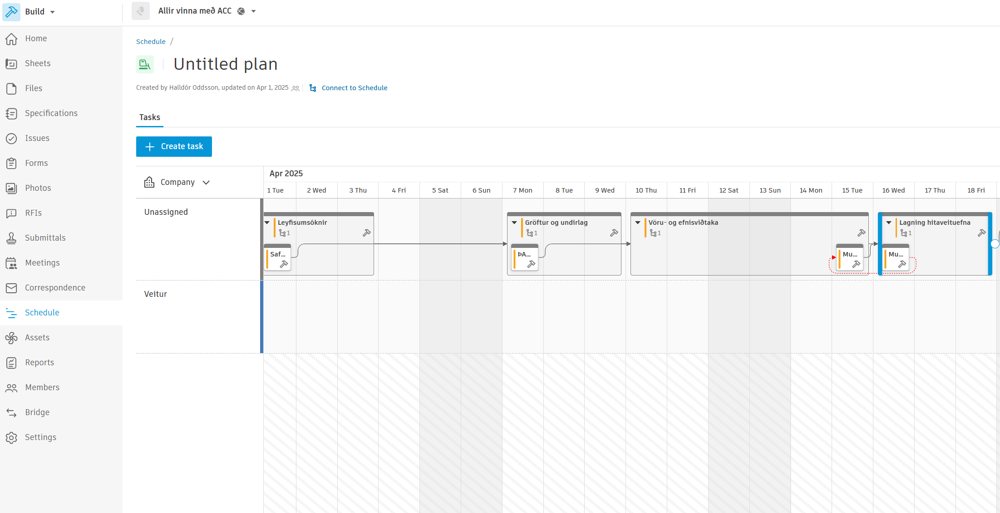 Build
Allir vinna með ACC
Home
Sheets
Files
Specifications
Issues
Forms
Photos
RFIs
Submittals
Meetings
Correspondence
Schedule
Assets
Reports
Members
Bridge
Settings
Schedule /
Untitled plan
Created by Halldór Oddsson, updated on Apr 1, 2025
Connect to Schedule
Tasks
Create task
Company
Apr 2025
1 Tue 2 Wed 3 Thu 4 Fri 5 Sat 6 Sun 7 Mon 8 Tue 9 Wed 10 Thu 11 Fri 12 Sat 13 Sun 14 Mon 15 Tue 16 Wed 17 Thu 18 Fri
Unassigned
Leyfisumsóknir
1
Saf...
Gröftur og undirlag
1
ÞA...
Vöru- og efnisviðtaka
1
Mu...
Lagning hitaveituefna
1
Mu...
Veitur